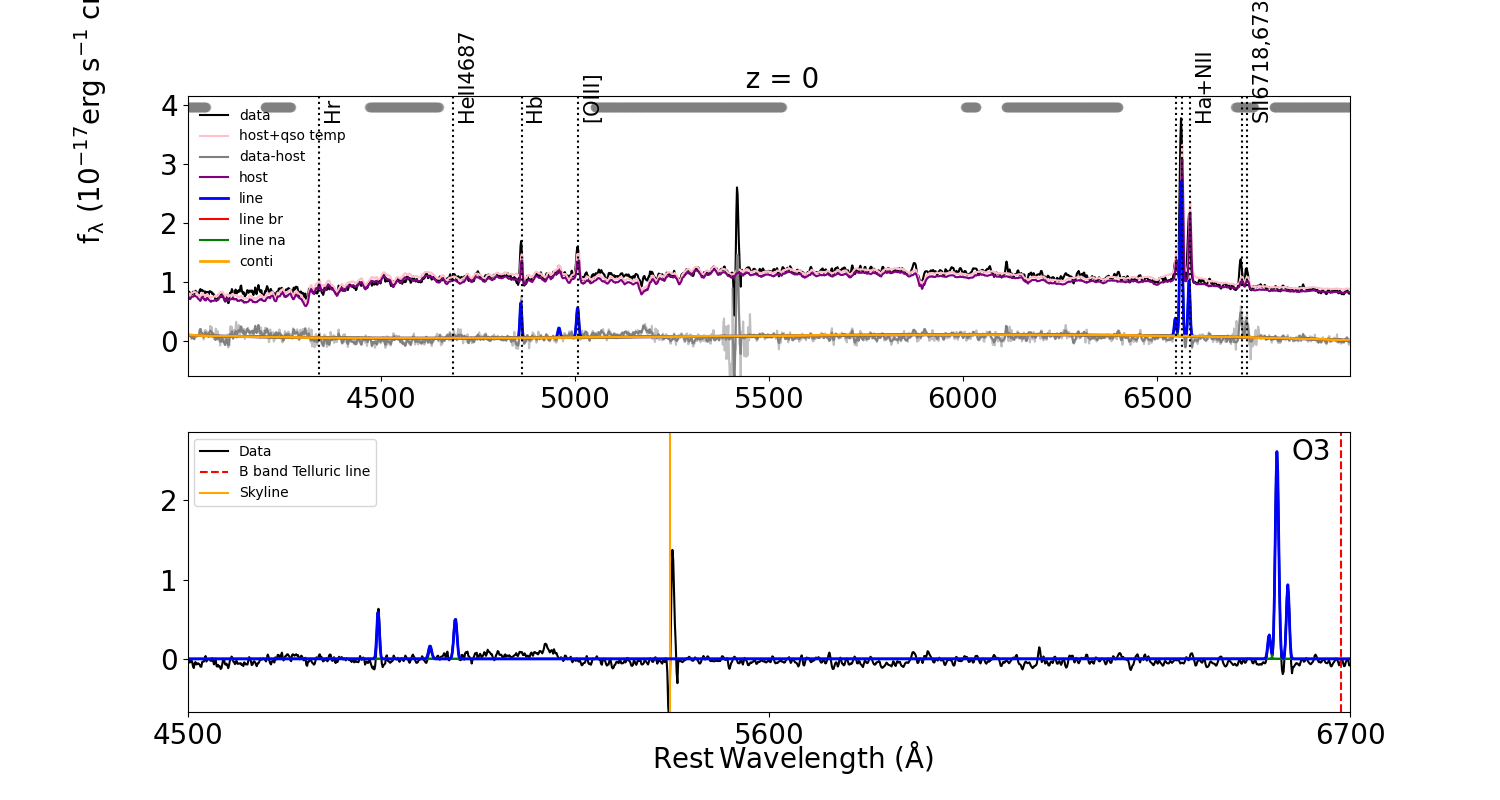 z = 0
f_λ (10^−17 erg s^−1 c
4
3
2
1
0
data
host+qso temp
data-host
host
line
line br
line na
conti
Hr
HeII4687
Hb
[OIII]
Ha+NII
SII6718,673
4500
5000
5500
6000
6500
Data
B band Telluric line
Skyline
O3
2
1
0
4500
5600
6700
Rest Wavelength (Å)